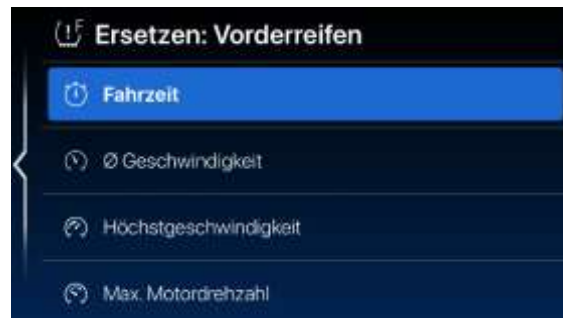 Ersetzen: Vorderreifen
Fahrzeit
Ø Geschwindigkeit
Höchstgeschwindigkeit
Max. Motordrehzahl